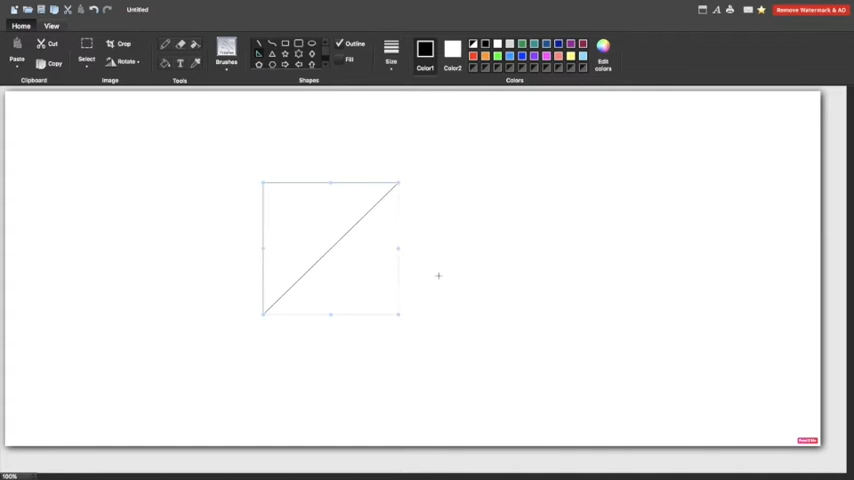 Untitled
Remove Watermark & AD
Home View
Cut
Crop
Outline
Paste
Copy
Select
Rotate
Brushes
Fill
Size
Color1
Color2
Edit
colors
Clipboard
Image
Tools
Shapes
Colors
100%